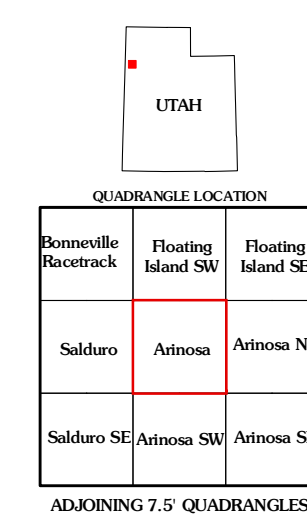 UTAH
QUADRANGLE LOCATION
Bonneville
Racetrack
Floating
Island SW
Floating
Island SE
Salduro
Arinosa
Arinosa N
Salduro SE
Arinosa SW
Arinosa S
ADJOINING 7.5' QUADRANGLES